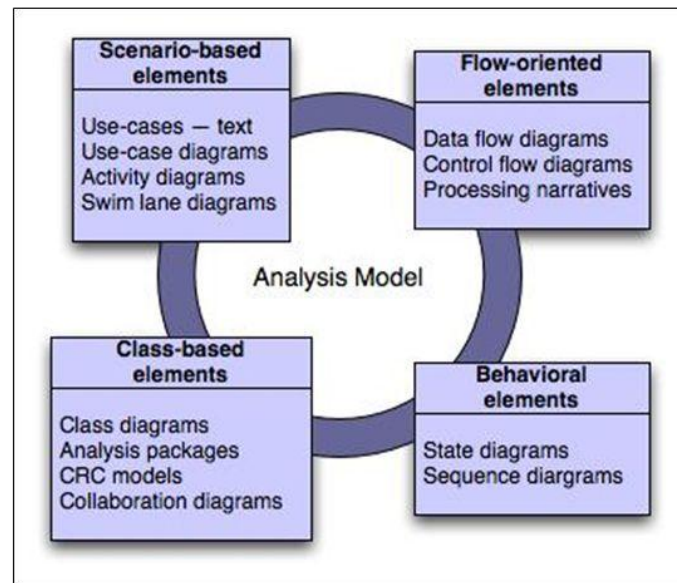 Scenario-based
elements
Use-cases — text
Use-case diagrams
Activity diagrams
Swim lane diagrams
Flow-oriented
elements
Data flow diagrams
Control flow diagrams
Processing narratives
Analysis Model
Class-based
elements
Class diagrams
Analysis packages
CRC models
Collaboration diagrams
Behavioral
elements
State diagrams
Sequence diargrams